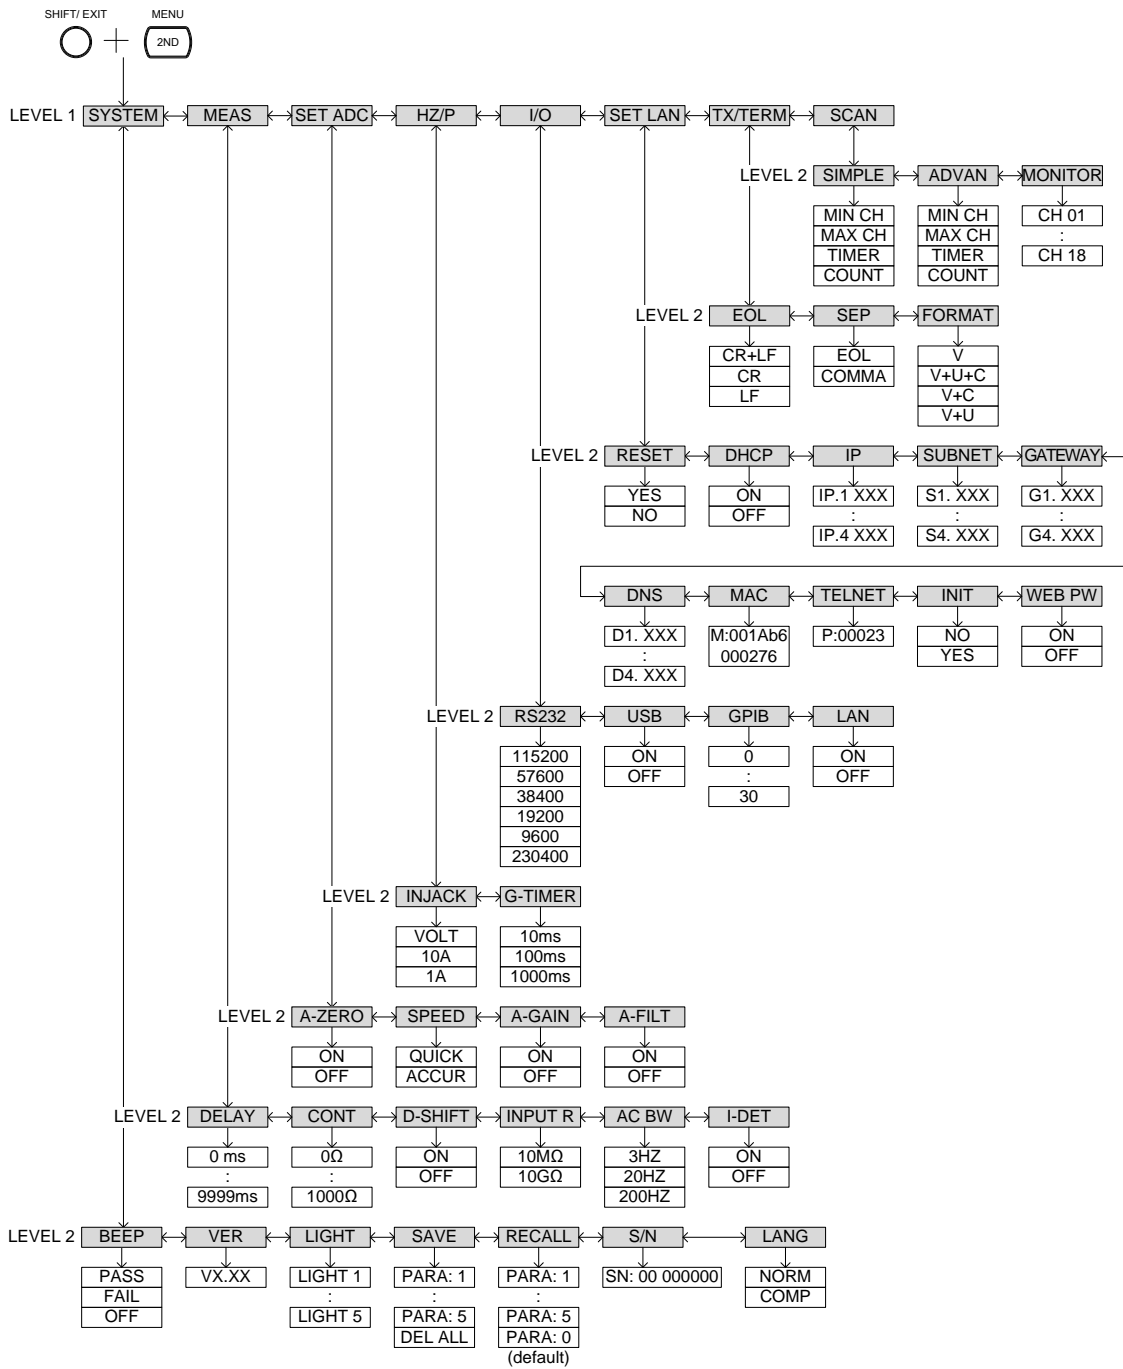 SHIFT/ EXIT MENU
2ND
LEVEL 1 SYSTEM MEAS SET ADC HZ/P I/O SET LAN TX/TERM SCAN
LEVEL 2 SIMPLE ADVAN MONITOR
MIN CH MIN CH CH 01
MAX CH MAX CH :
TIMER TIMER CH 18
COUNT COUNT
LEVEL 2 EOL SEP FORMAT
CR+LF EOL V
CR COMMA V+U+C
LF V+C
V+U
LEVEL 2 RESET DHCP IP SUBNET GATEWAY
YES ON IP.1 XXX S1. XXX G1. XXX
NO OFF : : :
IP.4 XXX S4. XXX G4. XXX
DNS MAC TELNET INIT WEB PW
D1. XXX M:001Ab6 P:00023 NO ON
: 000276 YES OFF
D4. XXX
LEVEL 2 RS232 USB GPIB LAN
115200 ON 0 ON
57600 OFF : OFF
38400 30
19200
9600
230400
LEVEL 2 INJACK G-TIMER
VOLT 10ms
10A 100ms
1A 1000ms
LEVEL 2 A-ZERO SPEED A-GAIN A-FILT
ON QUICK ON ON
OFF ACCUR OFF OFF
LEVEL 2 DELAY CONT D-SHIFT INPUT R AC BW I-DET
0 ms 0Ω ON 10MΩ 3HZ ON
: : OFF 10GΩ 20HZ OFF
9999ms 1000Ω 200HZ
LEVEL 2 BEEP VER LIGHT SAVE RECALL S/N LANG
PASS VX.XX LIGHT 1 PARA: 1 PARA: 1 SN: 00 000000 NORM
FAIL : : : COMP
OFF LIGHT 5 PARA: 5 PARA: 5
DEL ALL PARA: 0
(default)